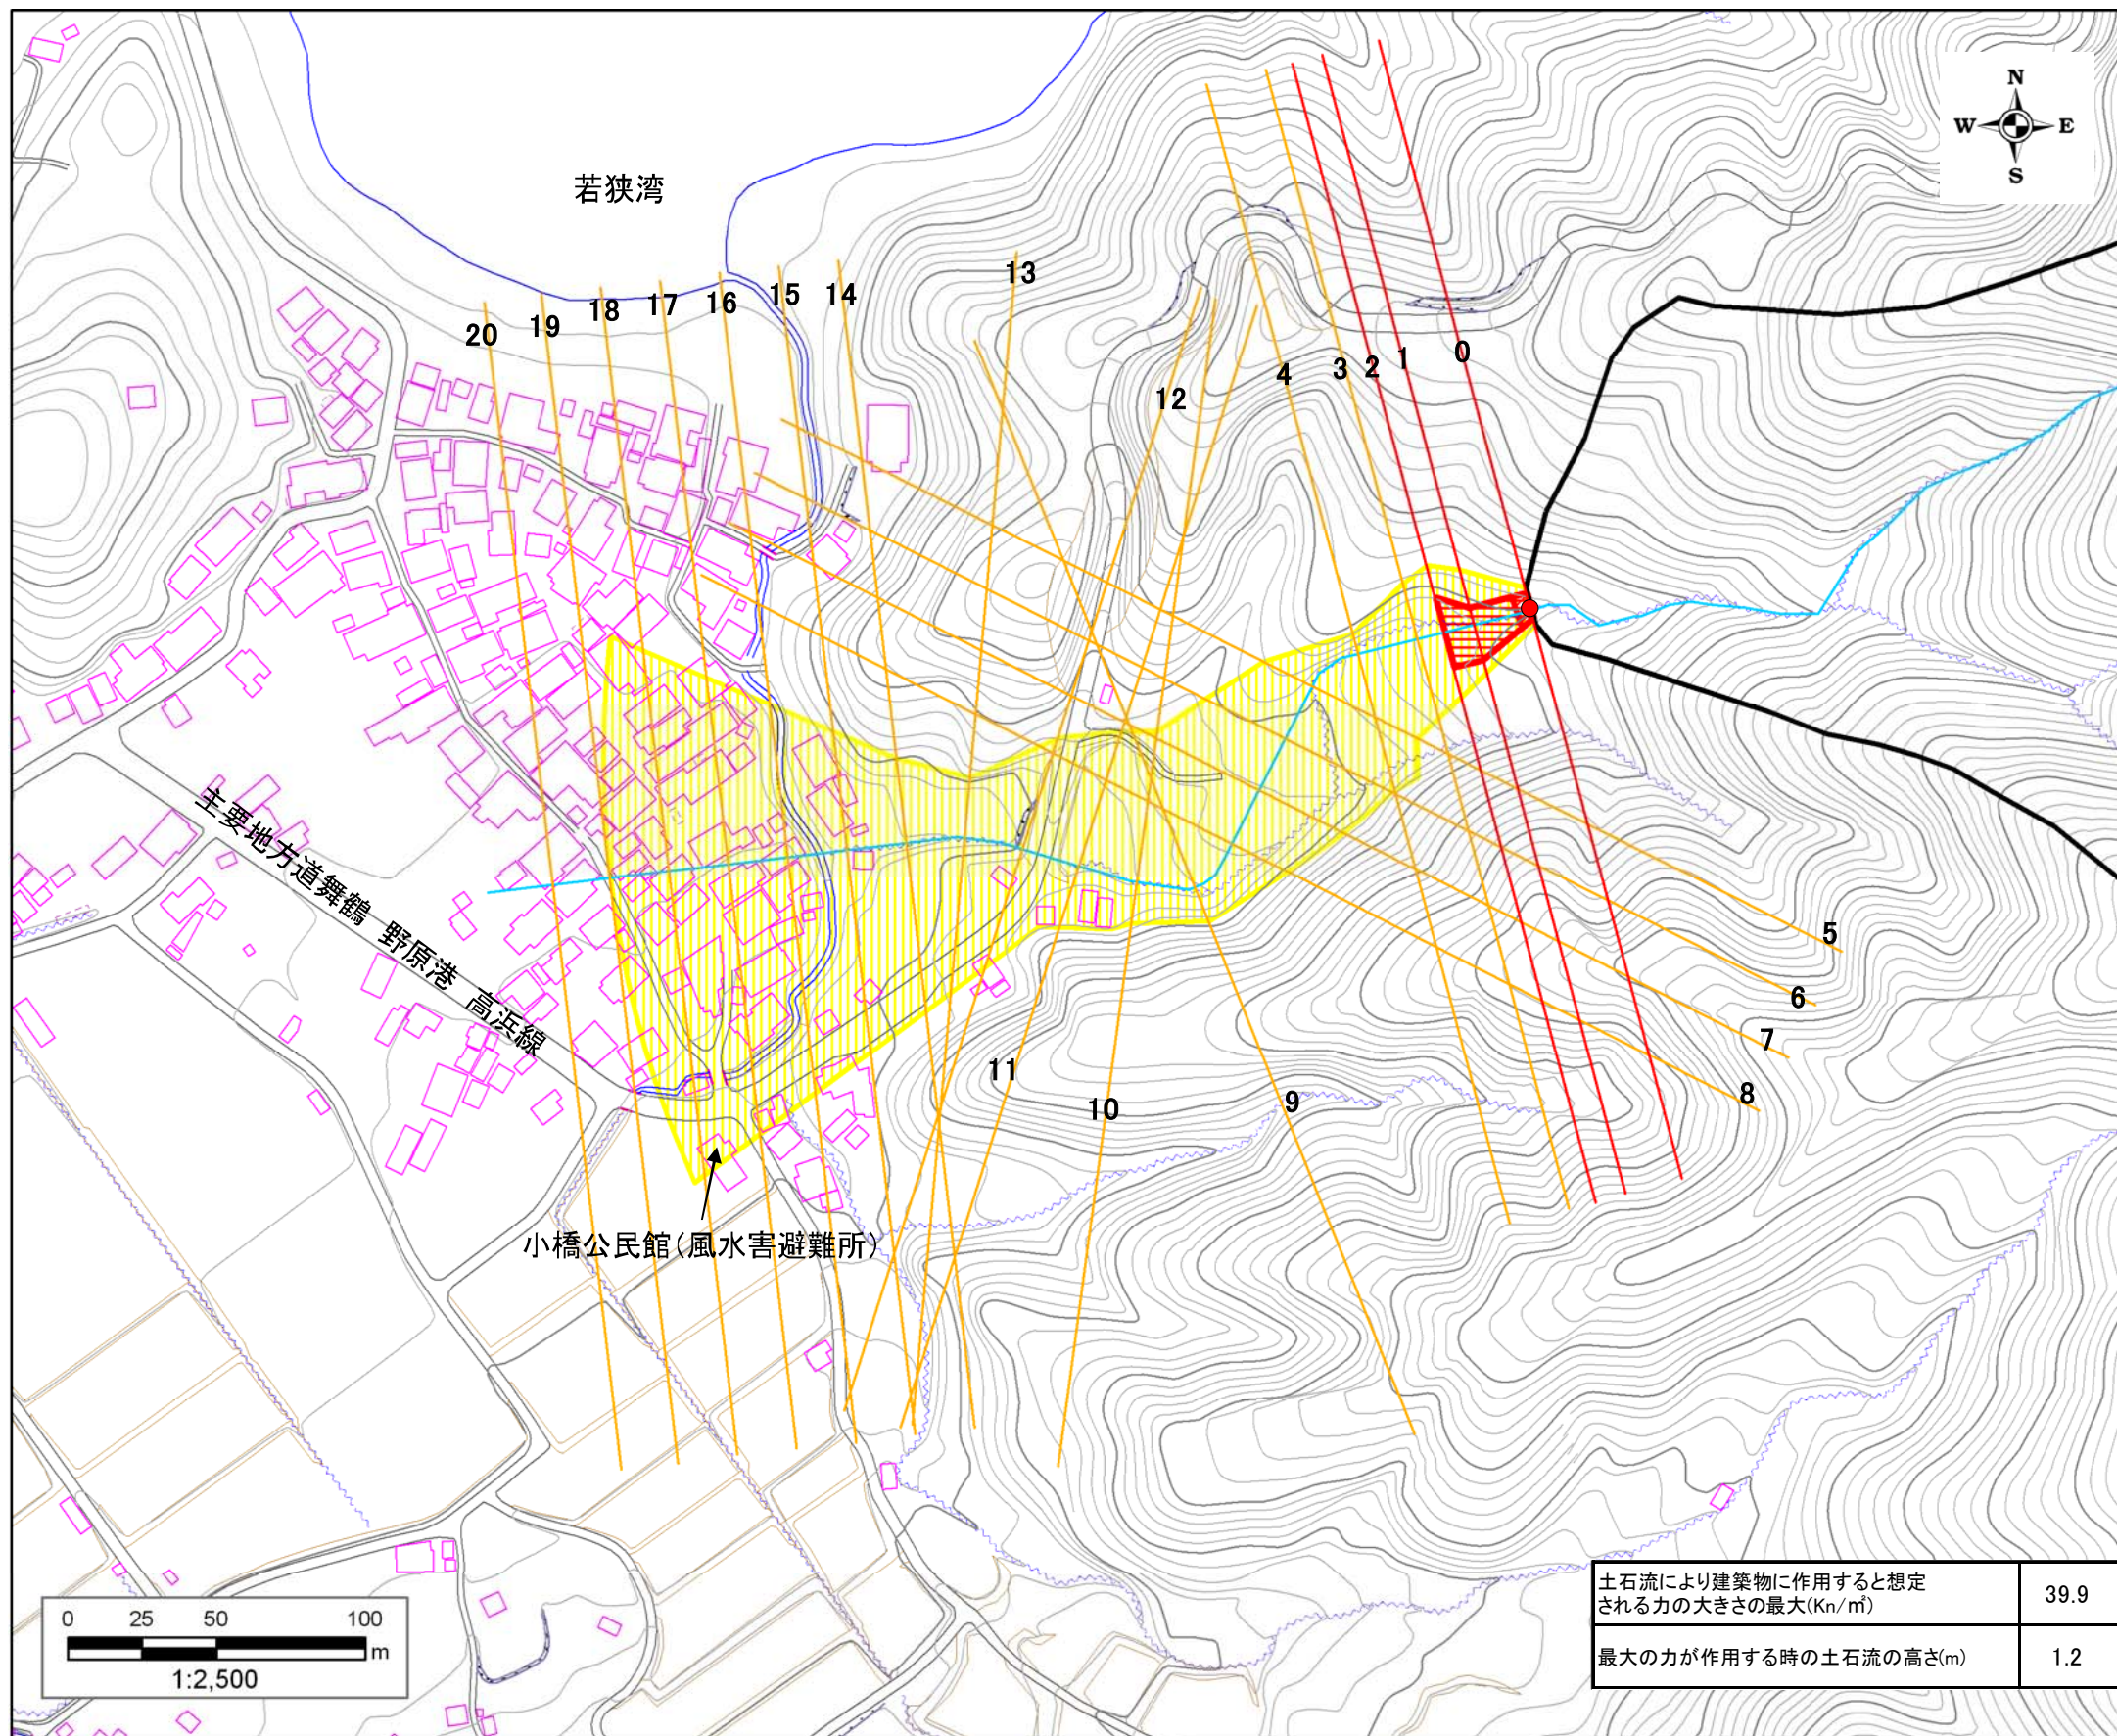 N
W E
S
若狭湾
0
1
2
3
4
12
13
14
15
16
17
18
19
20
主要地方道舞鶴 野原港 高浜線
5
6
7
8
9
10
11
小橋公民館(風水害避難所)
土石流により建築物に作用すると想定
される力の大きさの最大(Kn/㎡) 39.9
最大の力が作用する時の土石流の高さ(m) 1.2
0 25 50 100
m
1:2,500